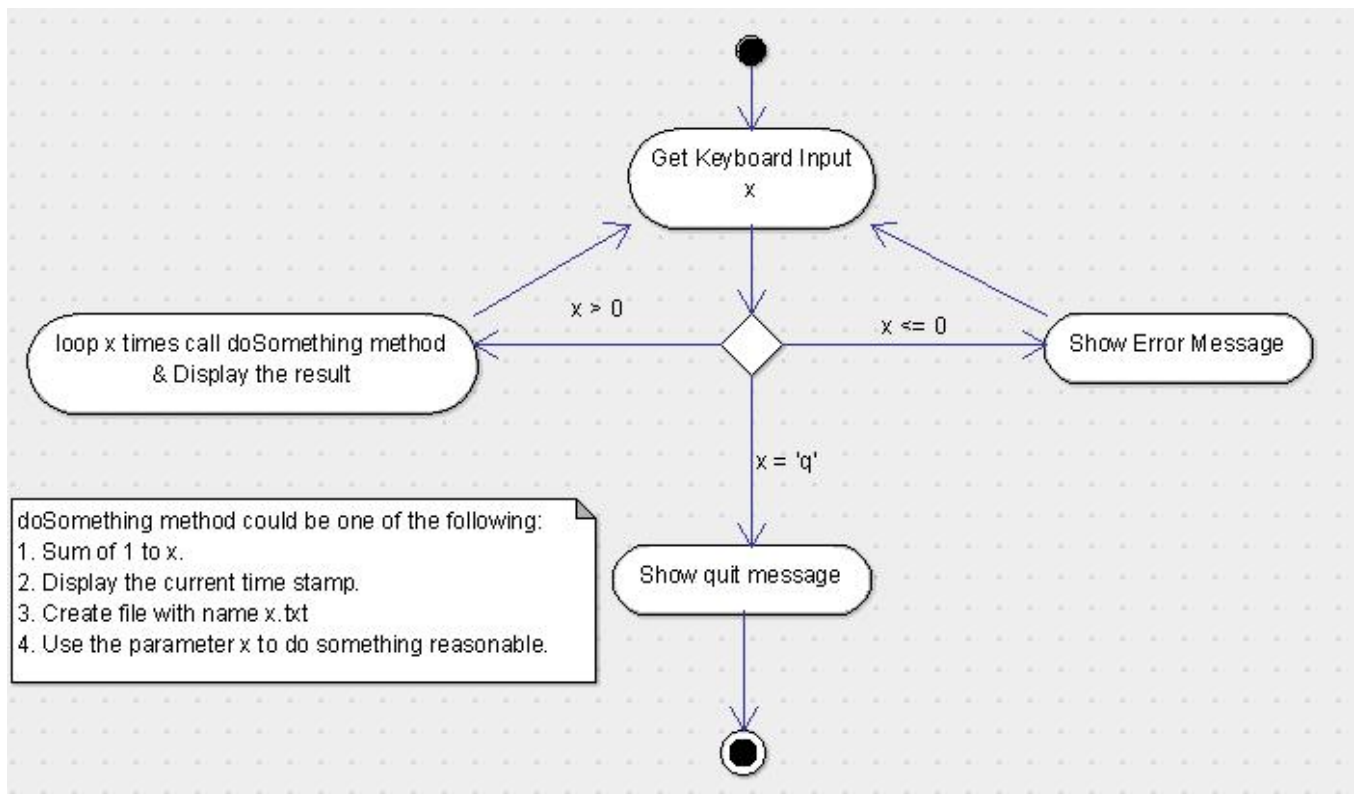 Get Keyboard Input
x
x > 0
x <= 0
loop x times call doSomething method
& Display the result
Show Error Message
x = 'q'
doSomething method could be one of the following:
1. Sum of 1 to x.
2. Display the current time stamp.
3. Create file with name x.txt
4. Use the parameter x to do something reasonable.
Show quit message